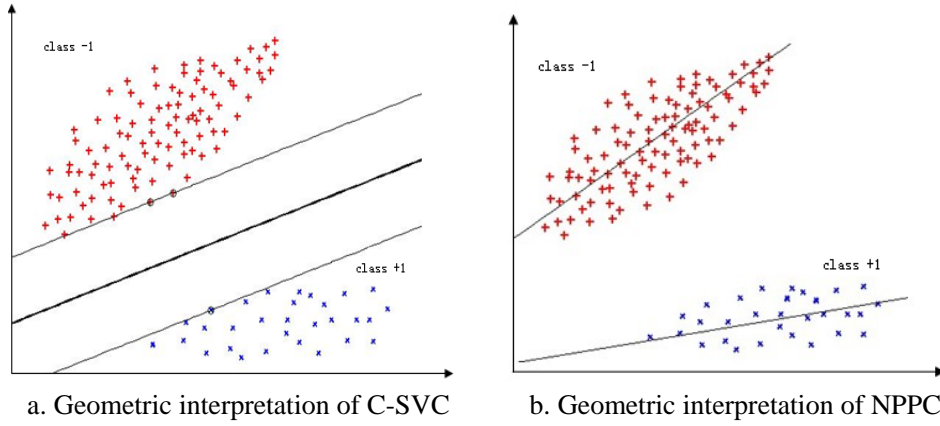 class -1
class +1
a. Geometric interpretation of C-SVC
class -1
class +1
b. Geometric interpretation of NPPC